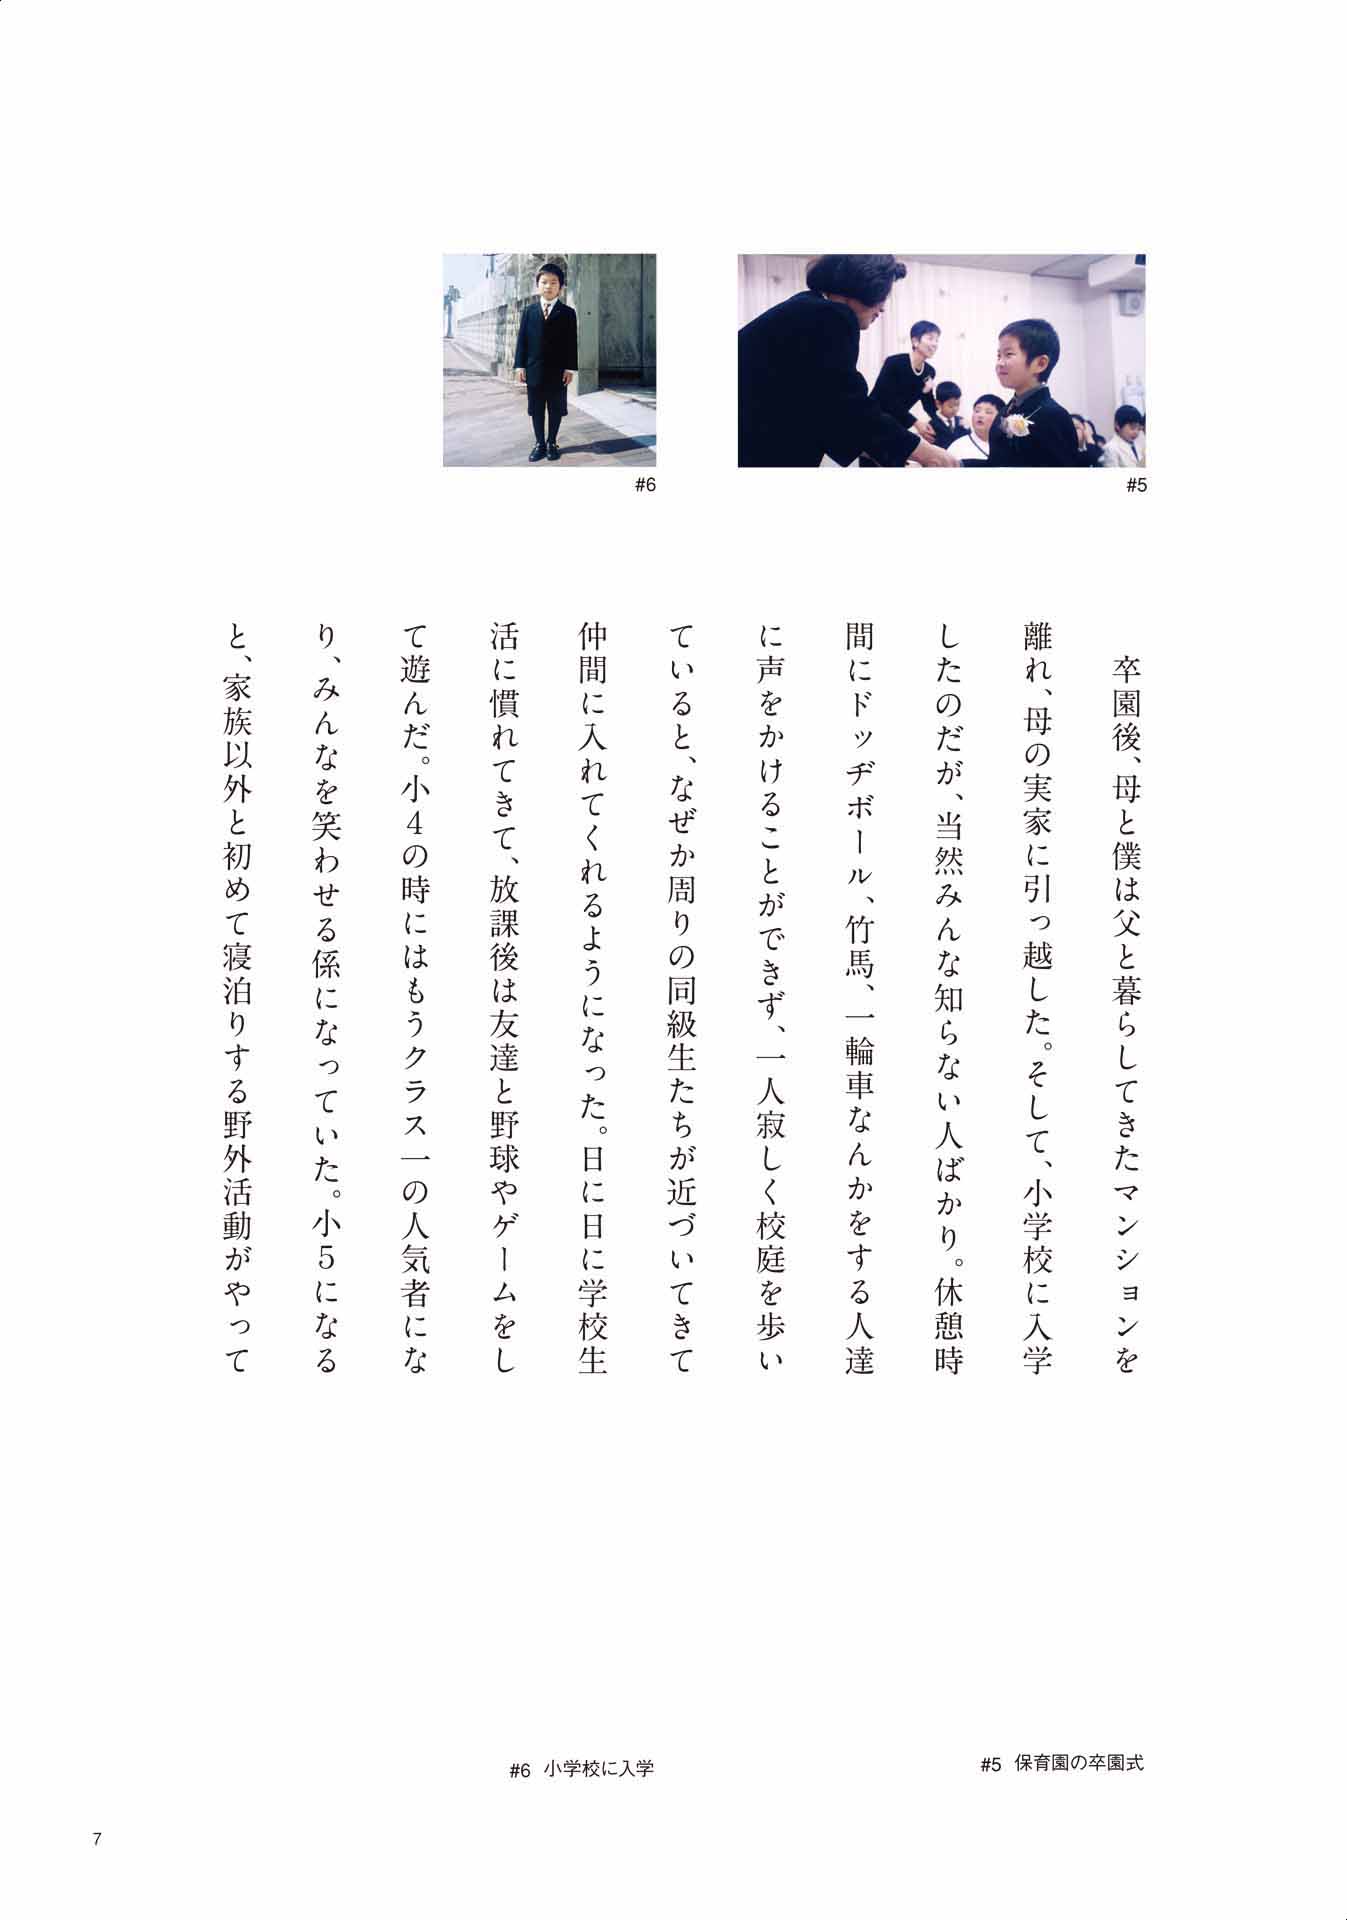 #5
#6
卒園後、母と僕は父と暮らしてきたマンションを
離れ、母の実家に引っ越した。そして、小学校に入学
したのだが、当然みんな知らない人ばかり。休憩時
間にドッヂボール、竹馬、一輪車なんかをする人達
に声をかけることができず、一人寂しく校庭を歩い
ていると、なぜか周りの同級生たちが近づいてきて
仲間に入れてくれるようになった。日に日に学校生
活に慣れてきて、放課後は友達と野球やゲームをし
て遊んだ。小4の時にはもうクラス一の人気者にな
り、みんなを笑わせる係になっていた。小5になる
と、家族以外と初めて寝泊りする野外活動がやって
#5 保育園の卒園式
#6 小学校に入学
7